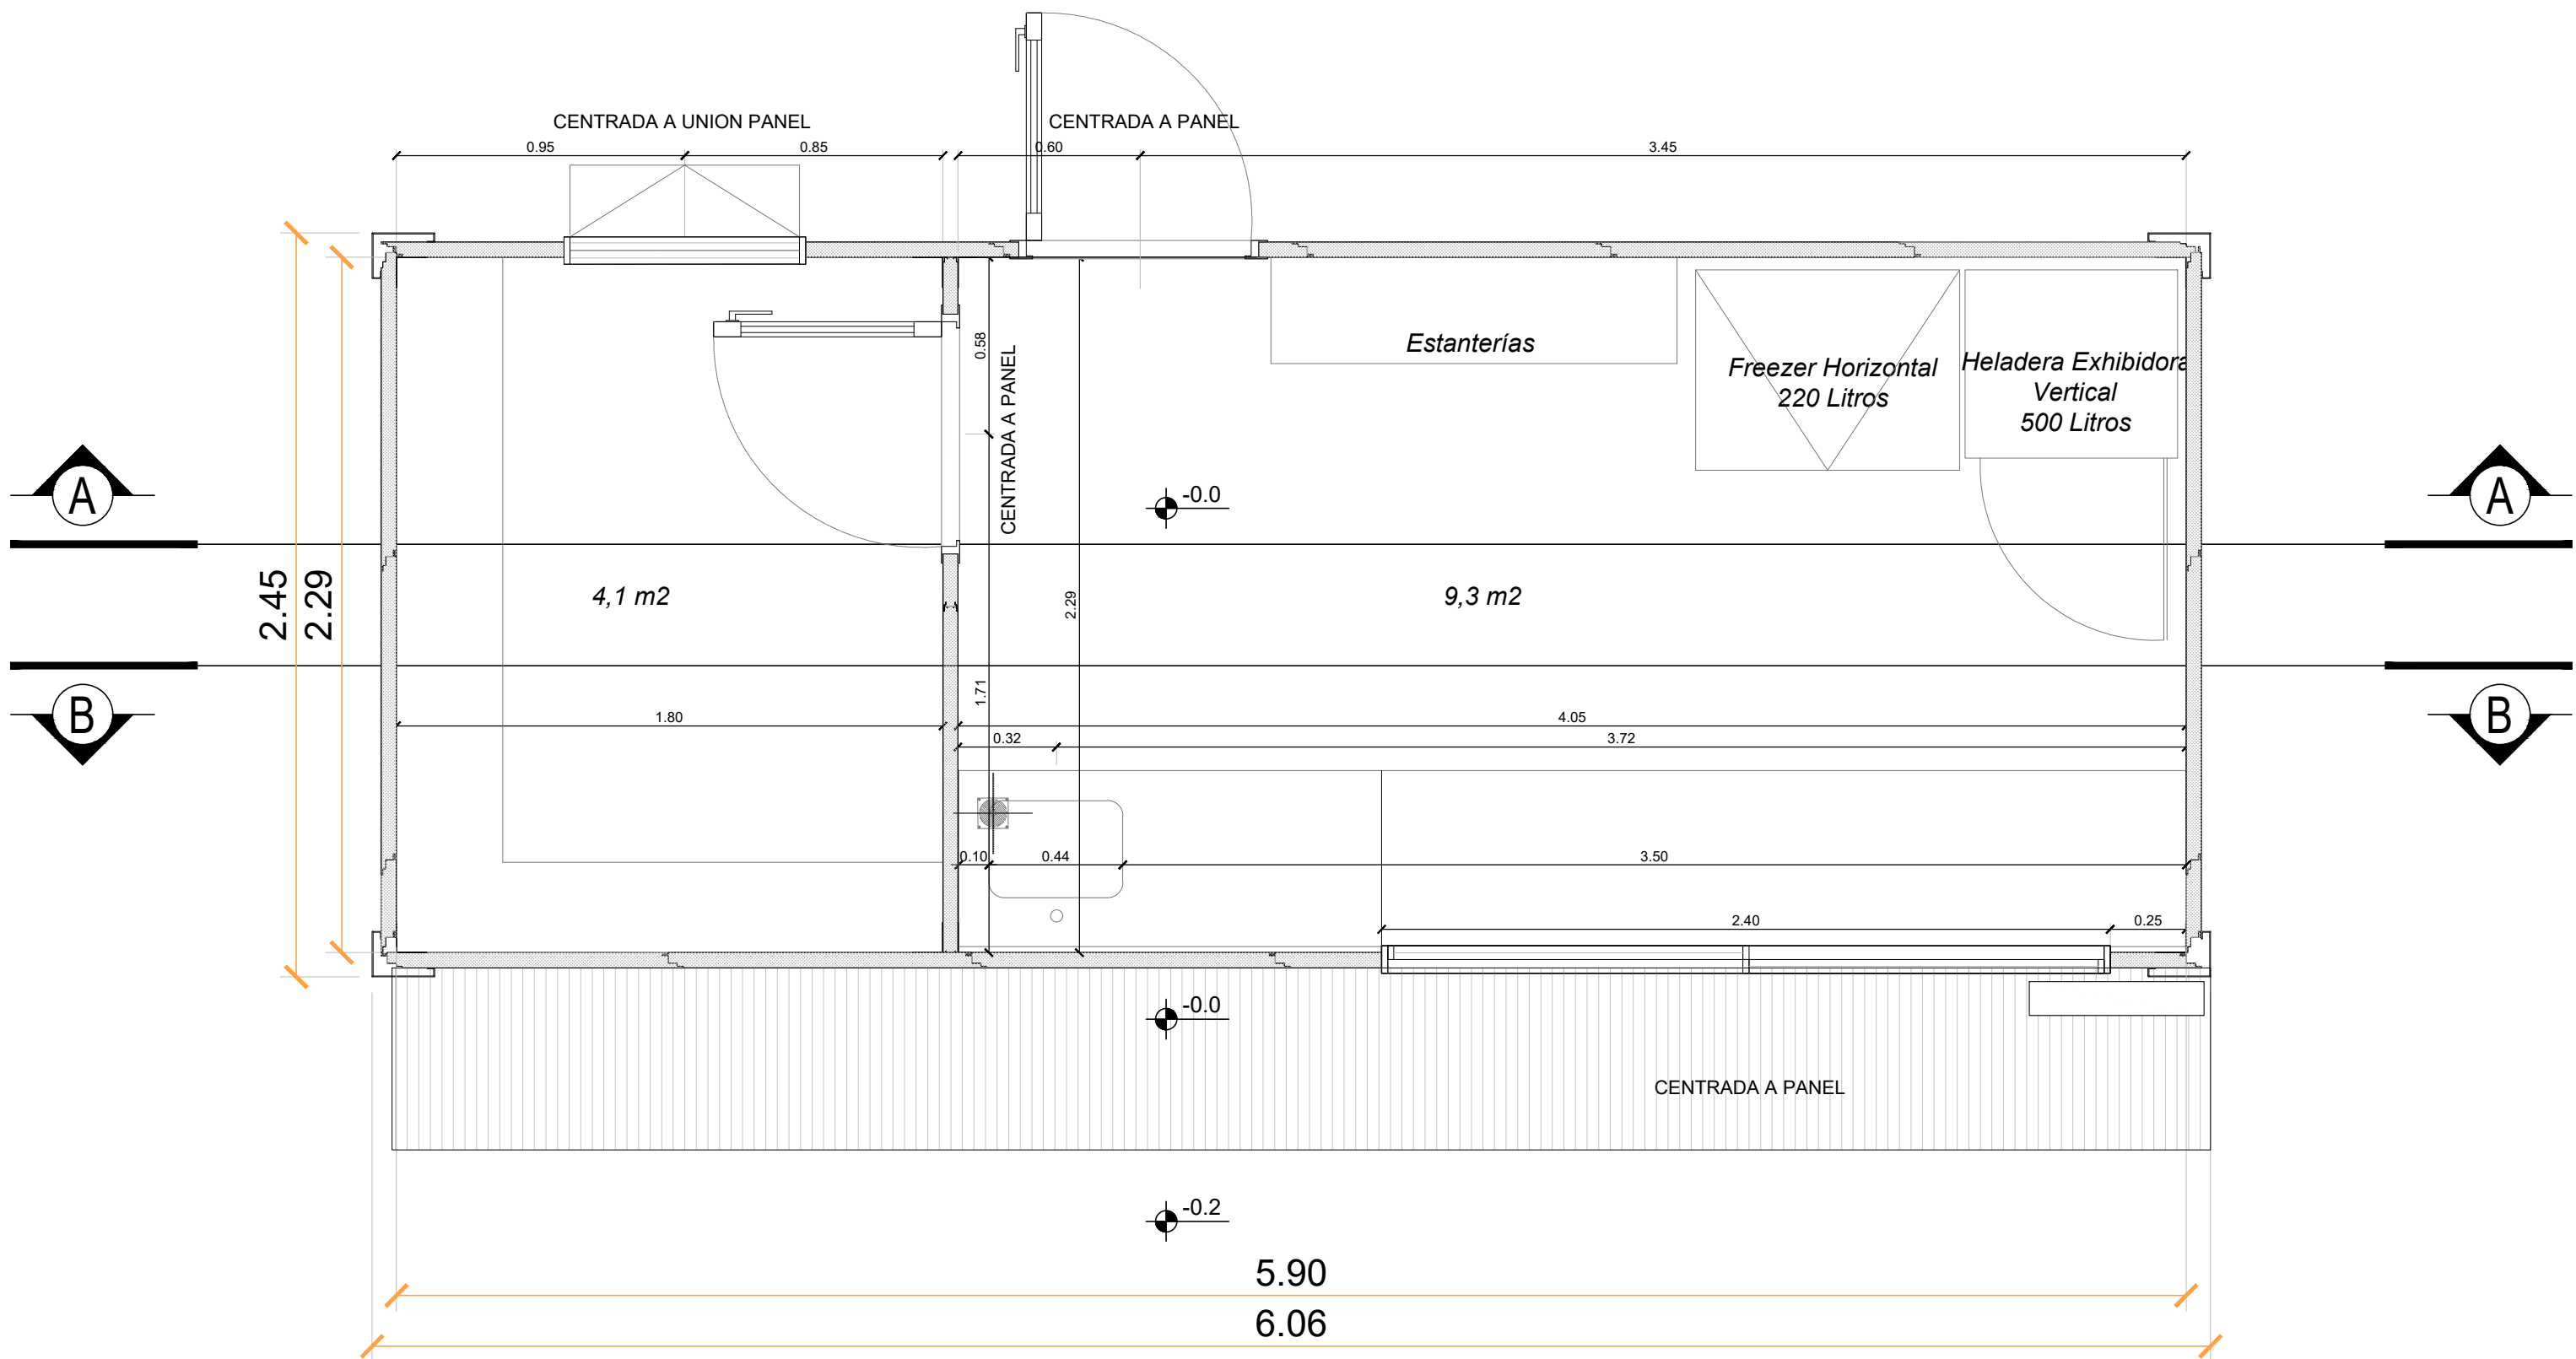 CENTRADA A UNION PANEL
CENTRADA A PANEL
0.95
0.85
0.60
3.45
0.58
CENTRADA A PANEL
Estanterías
Freezer Horizontal
220 Litros
Heladera Exhibidora
Vertical
500 Litros
A
A
-0.0
2.45
2.29
4,1 m2
2.29
9,3 m2
B
B
1.71
1.80
4.05
0.32
3.72
0.10
0.44
3.50
2.40
0.25
-0.0
CENTRADA A PANEL
-0.2
5.90
6.06